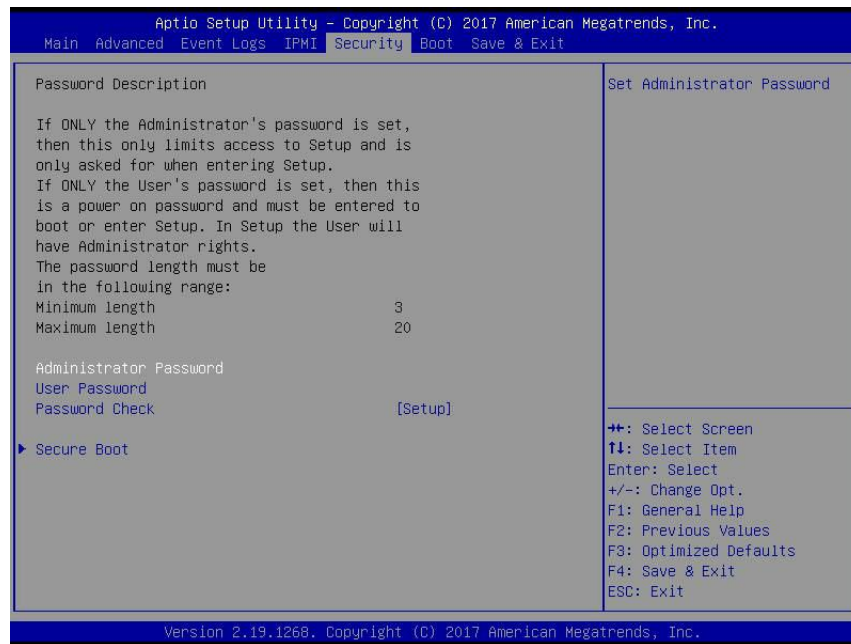 Aptio Setup Utility – Copyright (C) 2017 American Megatrends, Inc.
Main Advanced Event Logs IPMI Security Boot Save & Exit
Password Description
If ONLY the Administrator's password is set,
then this only limits access to Setup and is
only asked for when entering Setup.
If ONLY the User's password is set, then this
is a power on password and must be entered to
boot or enter Setup. In Setup the User will
have Administrator rights.
The password length must be
in the following range:
Minimum length 3
Maximum length 20
Administrator Password
User Password
Password Check [Setup]
Secure Boot
Set Administrator Password
→←: Select Screen
↑↓: Select Item
Enter: Select
+/-: Change Opt.
F1: General Help
F2: Previous Values
F3: Optimized Defaults
F4: Save & Exit
ESC: Exit
Version 2.19.1268. Copyright (C) 2017 American Megatrends, Inc.